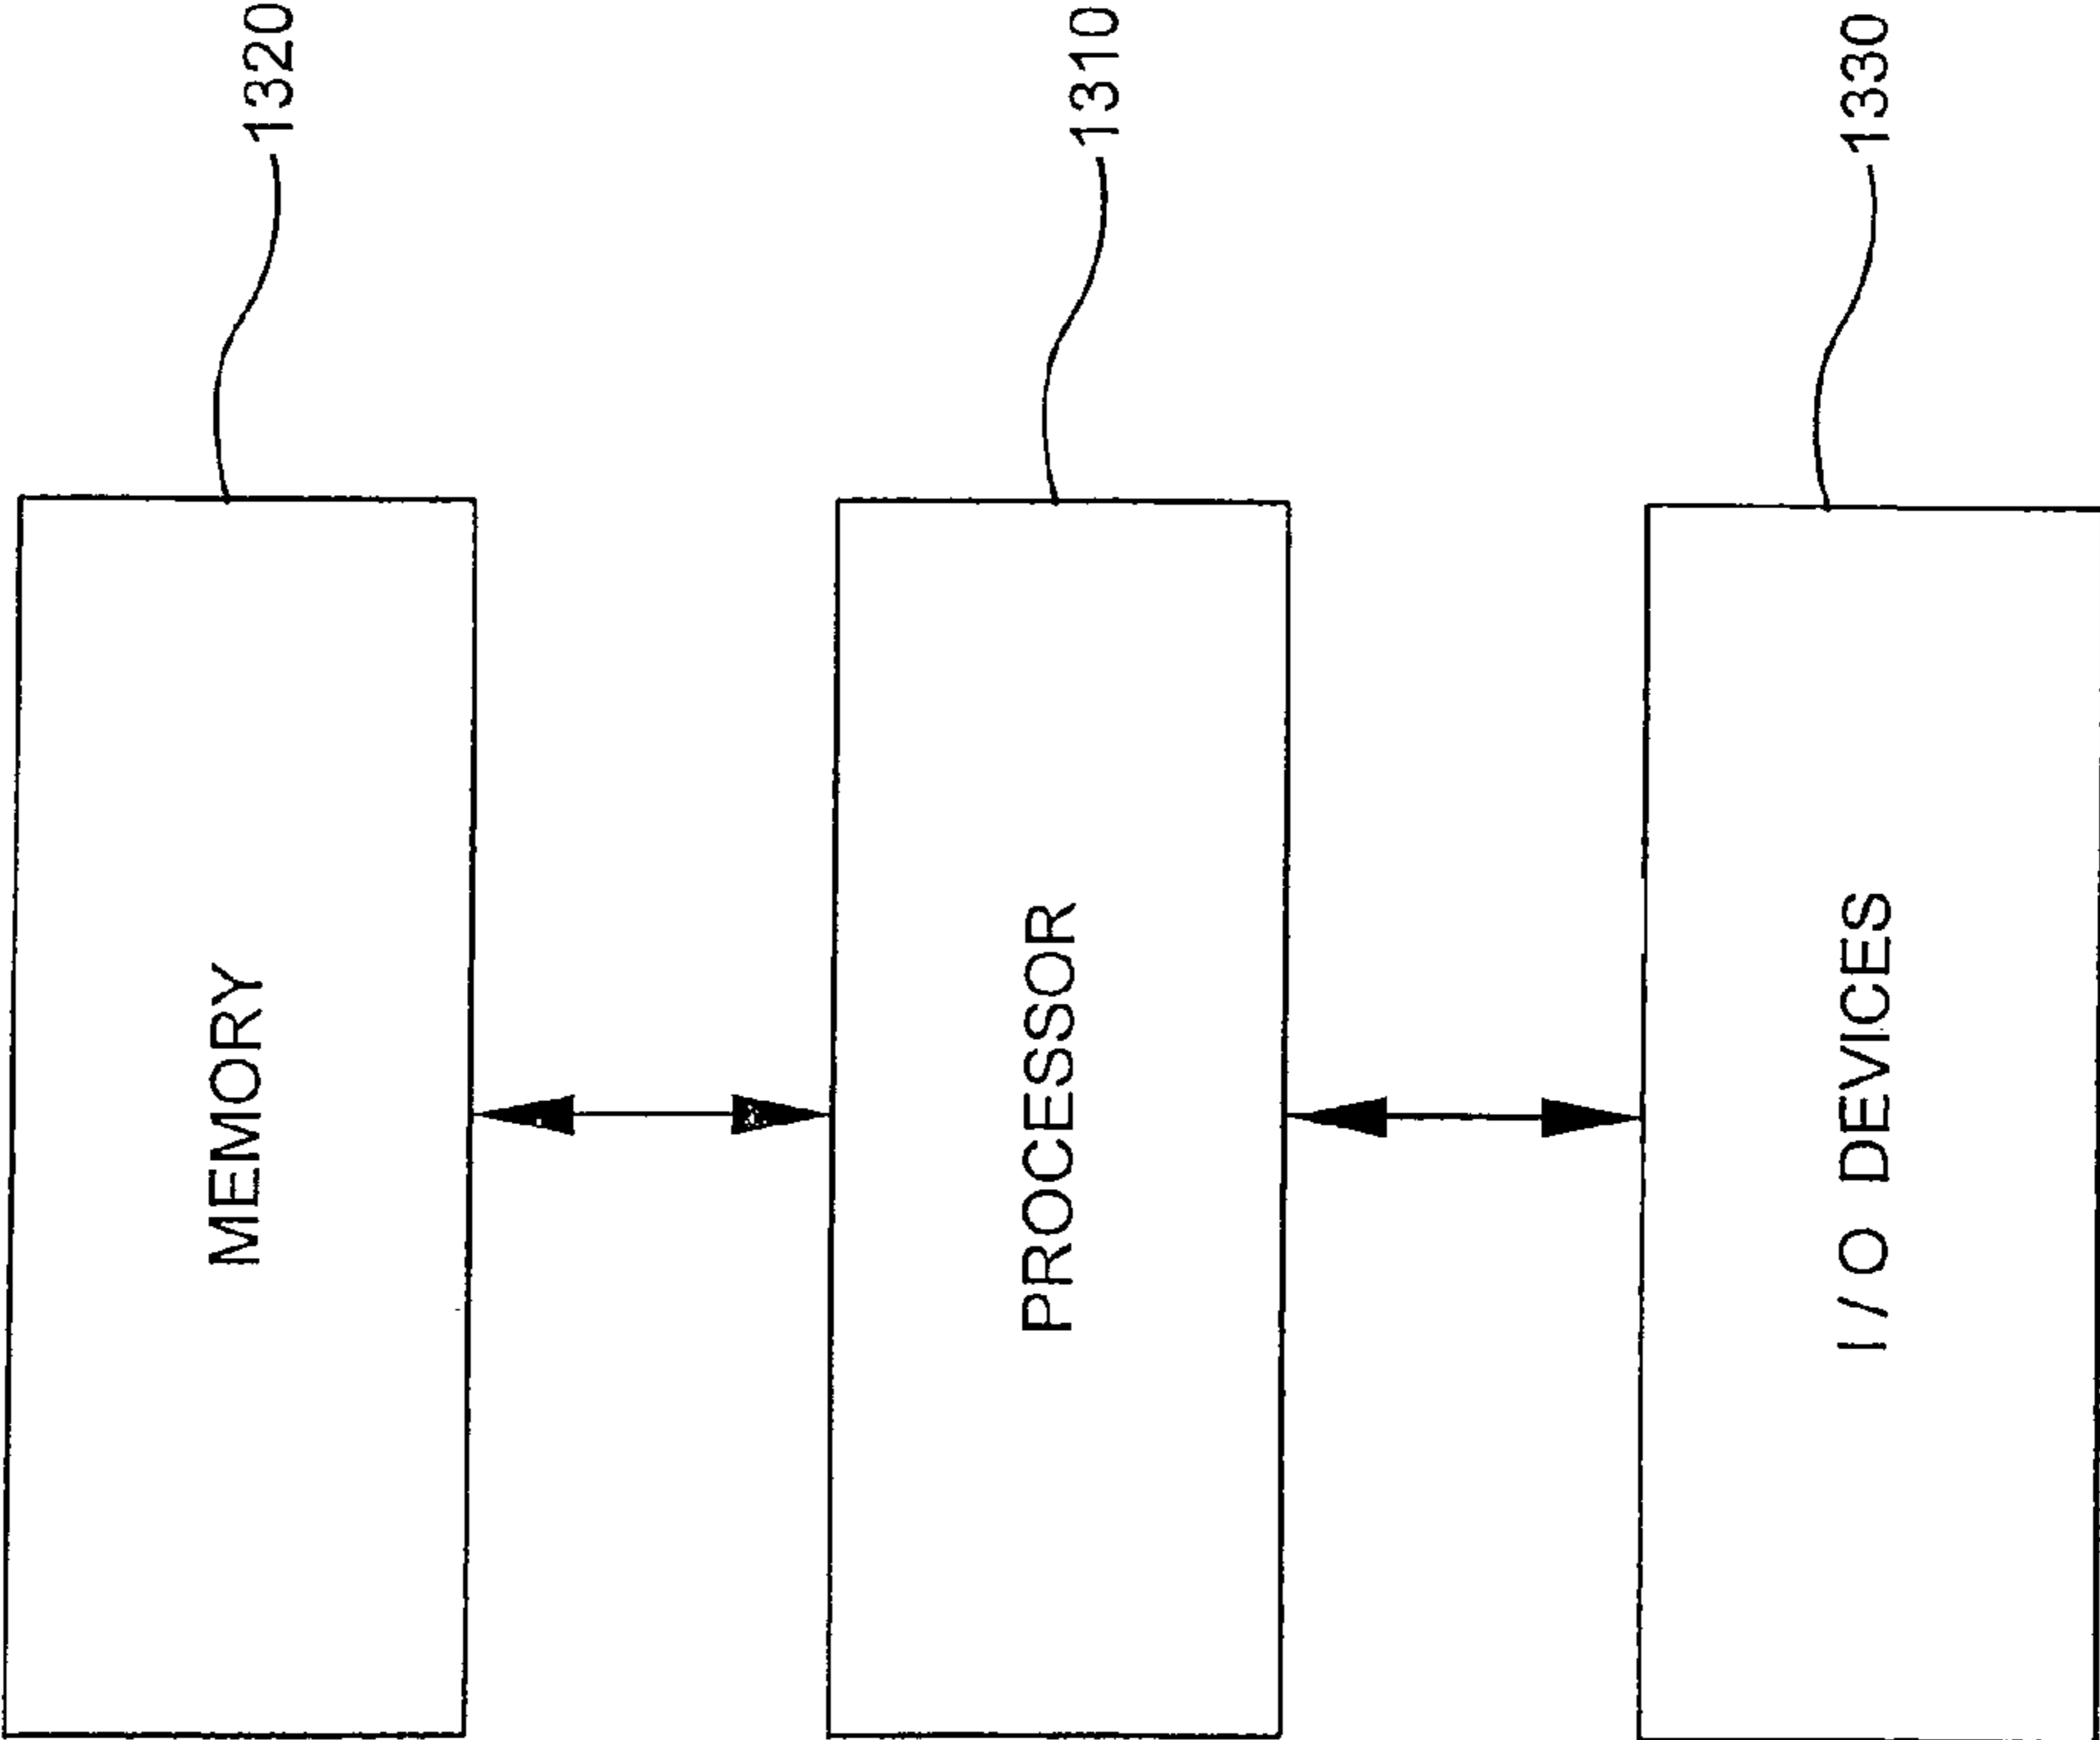 MEMORY
1320
PROCESSOR
1310
I / O DEVICES
1330